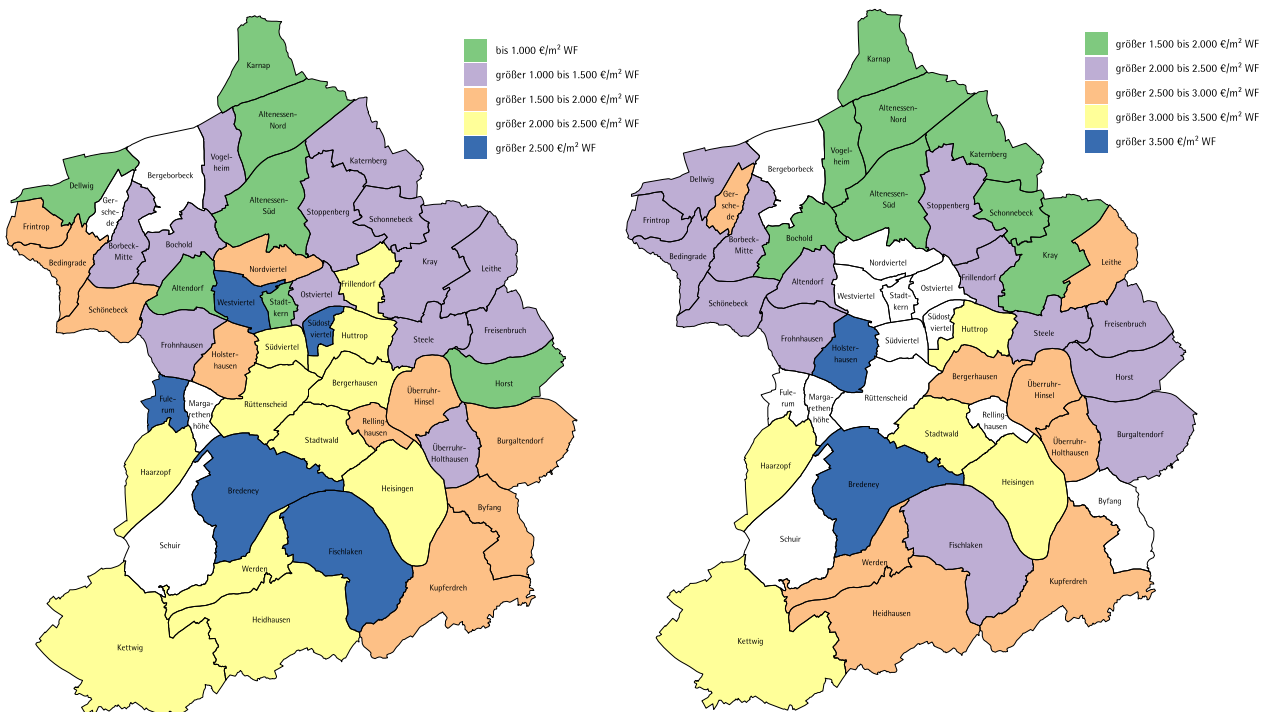 bis 1.000 €/m² WF
größer 1.000 bis 1.500 €/m² WF
größer 1.500 bis 2.000 €/m² WF
größer 2.000 bis 2.500 €/m² WF
größer 2.500 €/m² WF
Karnap
Altenessen-
Nord
Vogel-
heim
Katernberg
Bergeborbeck
Dellwig
Ger-
sche-
de
Altenessen-
Süd
Stoppenberg
Schonnebeck
Frintrop
Borbeck-
Mitte
Bochold
Bedingrade
Kray
Leithe
Nordviertel
Frillendorf
Altendorf
Westviertel
Stadt-
kern
Ostviertel
Schönebeck
Südost
viertel
Huttrop
Freisenbruch
Steele
Frohnhausen
Holster-
hausen
Südviertel
Bergerhausen
Horst
Überruhr-
Hinsel
Fule-
rum
Marga-
rethen-
höhe
Rüttenscheid
Relling-
hausen
Stadtwald
Burgaltendorf
Überruhr-
Holthausen
Haarzopf
Bredeney
Heisingen
Byfang
Schuir
Fischlaken
Werden
Kupferdreh
Heidhausen
Kettwig
größer 1.500 bis 2.000 €/m² WF
größer 2.000 bis 2.500 €/m² WF
größer 2.500 bis 3.000 €/m² WF
größer 3.000 bis 3.500 €/m² WF
größer 3.500 €/m² WF
Karnap
Altenessen-
Nord
Vogel-
heim
Katernberg
Bergeborbeck
Dellwig
Ger-
sche-
de
Altenessen-
Süd
Stoppenberg
Schonnebeck
Frintrop
Borbeck-
Mitte
Bochold
Bedingrade
Kray
Leithe
Nordviertel
Frillendorf
Altendorf
Westviertel
Stadt-
kern
Ostviertel
Schönebeck
Südost
viertel
Huttrop
Freisenbruch
Steele
Frohnhausen
Holster-
hausen
Südviertel
Bergerhausen
Horst
Überruhr-
Hinsel
Fule-
rum
Marga-
rethen-
höhe
Rüttenscheid
Relling-
hausen
Stadtwald
Burgaltendorf
Überruhr-
Holthausen
Haarzopf
Bredeney
Heisingen
Byfang
Schuir
Fischlaken
Werden
Kupferdreh
Heidhausen
Kettwig